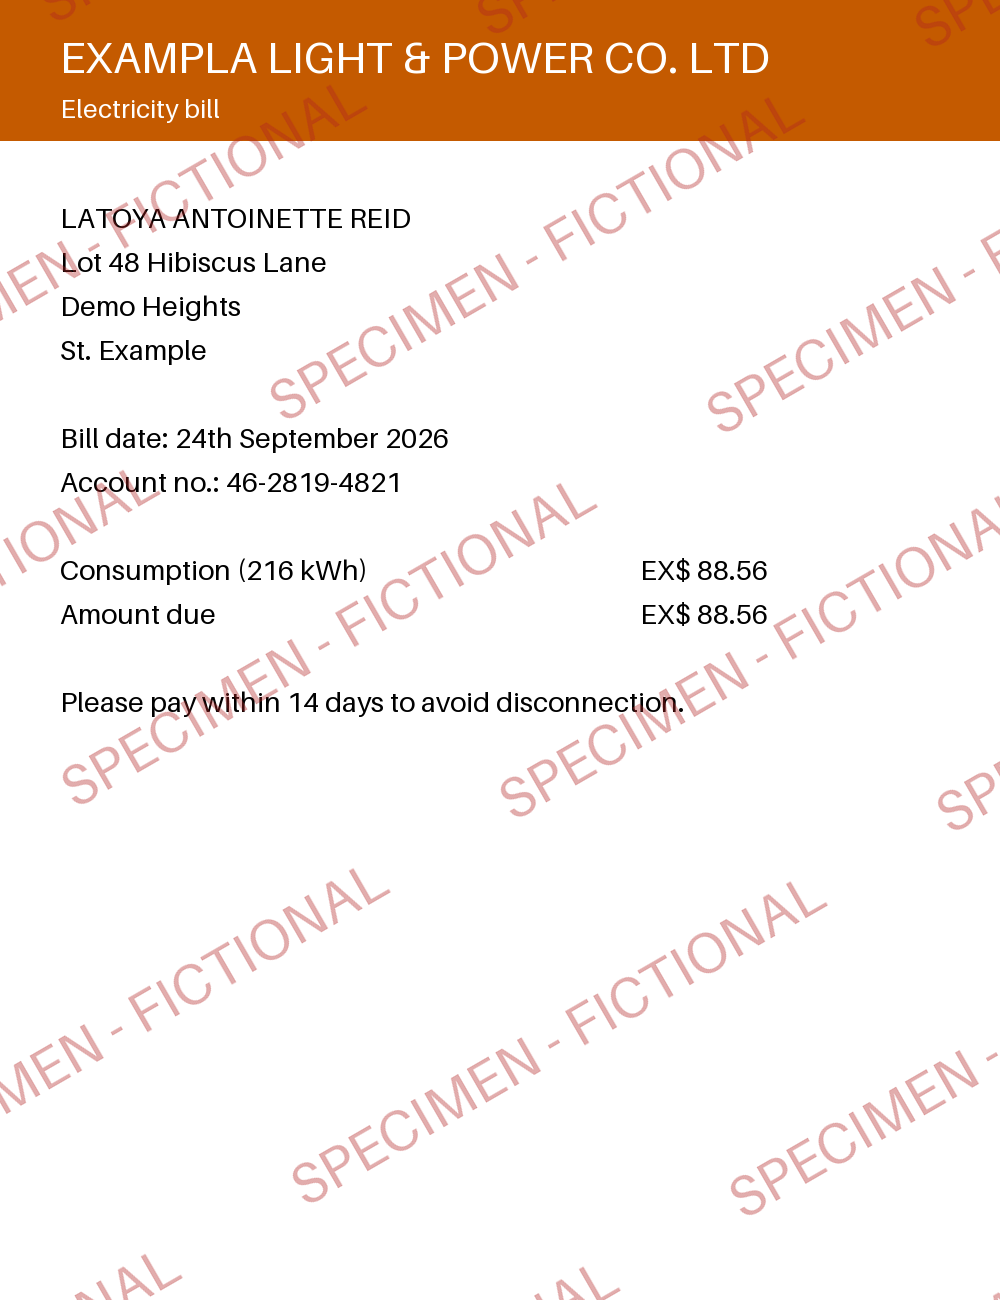 EXAMPLA LIGHT & POWER CO. LTD
Electricity bill
LATOYA ANTOINETTE REID
Lot 48 Hibiscus Lane
Demo Heights
St. Example
Bill date: 24th September 2026
Account no.: 46-2819-4821
Consumption (216 kWh) EX$ 88.56
Amount due EX$ 88.56
Please pay within 14 days to avoid disconnection.
SPECIMEN - FICTIONAL